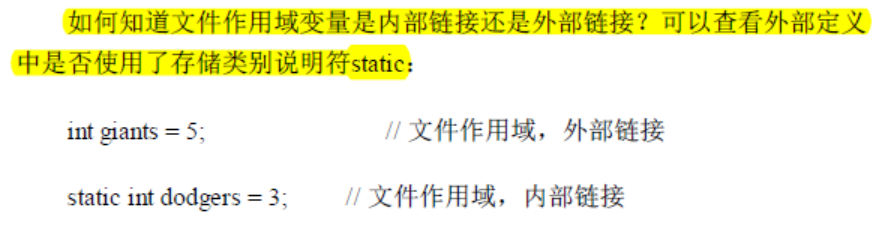 如何知道文件作用域变量是内部链接还是外部链接？可以查看外部定义
中是否使用了存储类别说明符static：
int giants = 5; // 文件作用域，外部链接
static int dodgers = 3; // 文件作用域，内部链接